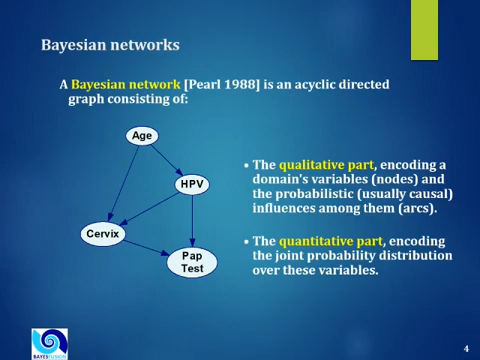 Bayesian networks
A Bayesian network [Pearl 1988] is an acyclic directed
graph consisting of:
Age
HPV
Cervix
Pap
Test
• The qualitative part, encoding a
domain's variables (nodes) and
the probabilistic (usually causal)
influences among them (arcs).
• The quantitative part, encoding
the joint probability distribution
over these variables.
BAYESFUSION
4